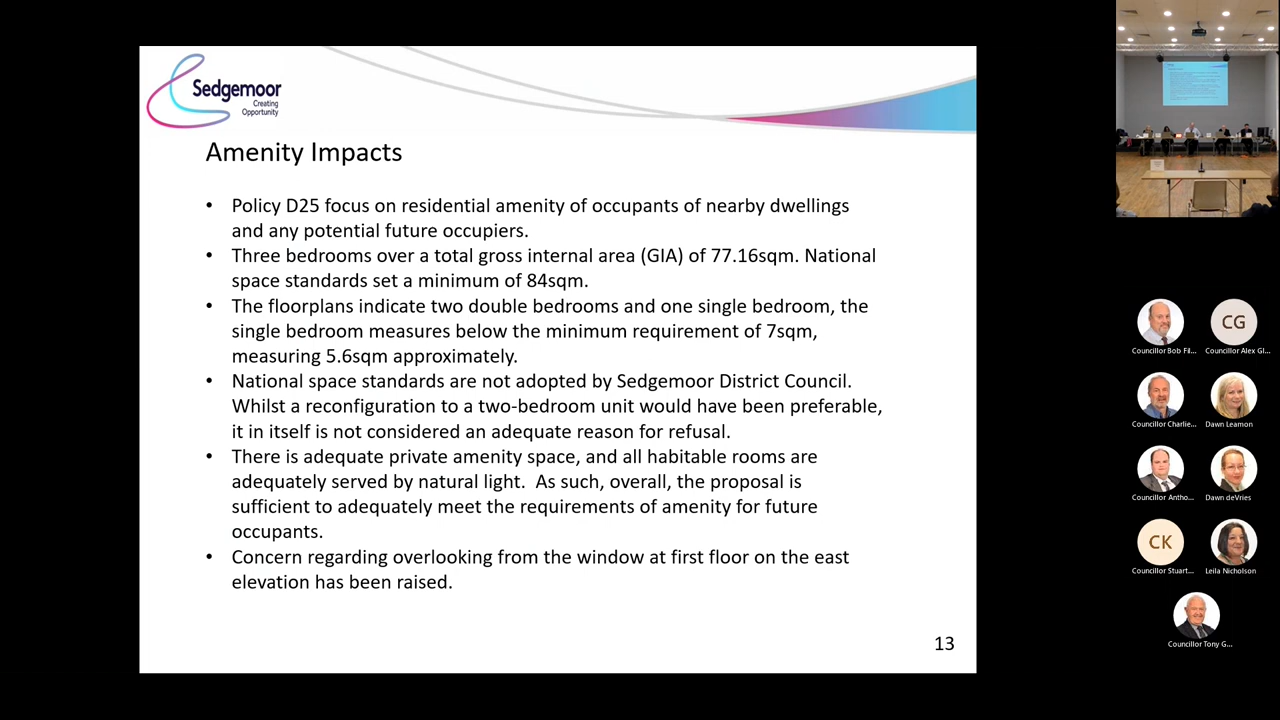 Sedgemoor
Creating
Opportunity
Amenity Impacts
• Policy D25 focus on residential amenity of occupants of nearby dwellings
and any potential future occupiers.
• Three bedrooms over a total gross internal area (GIA) of 77.16sqm. National
space standards set a minimum of 84sqm.
• The floorplans indicate two double bedrooms and one single bedroom, the
single bedroom measures below the minimum requirement of 7sqm,
measuring 5.6sqm approximately.
• National space standards are not adopted by Sedgemoor District Council.
Whilst a reconfiguration to a two-bedroom unit would have been preferable,
it in itself is not considered an adequate reason for refusal.
• There is adequate private amenity space, and all habitable rooms are
adequately served by natural light.  As such, overall, the proposal is
sufficient to adequately meet the requirements of amenity for future
occupants.
• Concern regarding overlooking from the window at first floor on the east
elevation has been raised.
13
CG
Councillor Bob Fil...
Councillor Alex Gl...
Councillor Charlie...
Dawn Leamon
Councillor Antho...
Dawn deVries
CK
Councillor Stuart...
Leila Nicholson
Councillor Tony G...